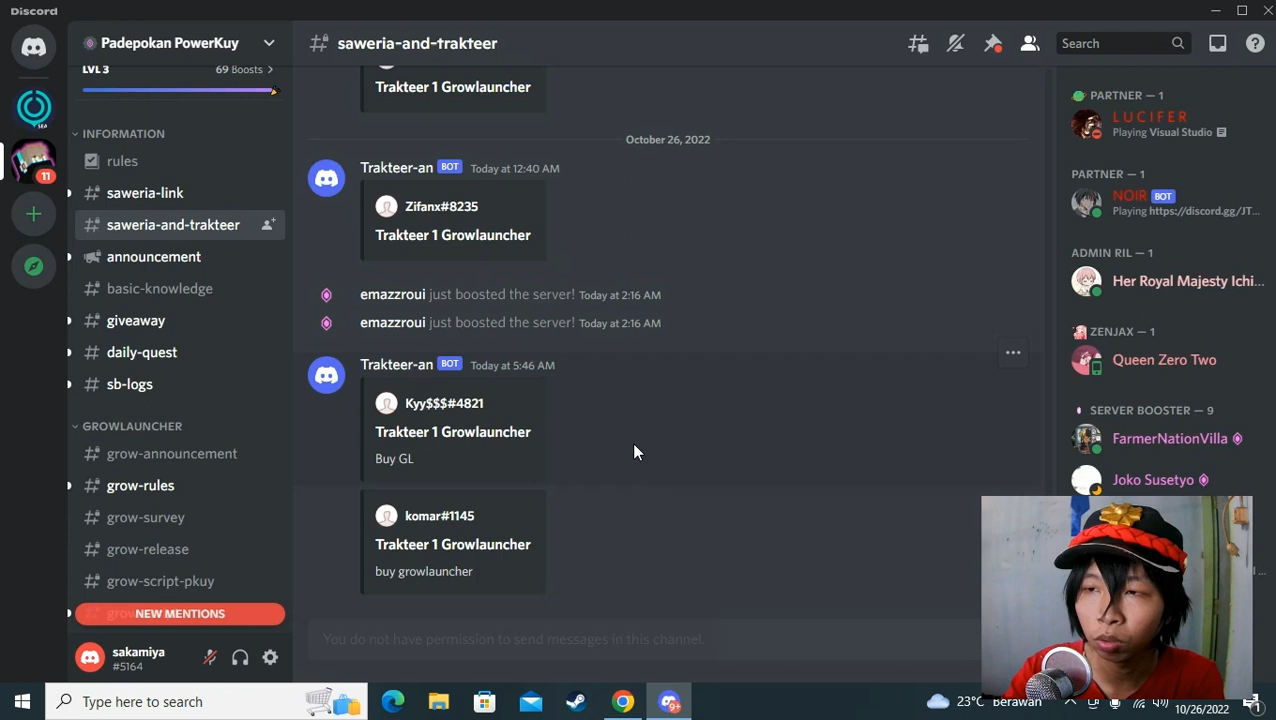 Discord
Padepokan PowerKuy
LVL 3
69 Boosts
INFORMATION
rules
saweria-link
saweria-and-trakteer
announcement
basic-knowledge
giveaway
daily-quest
sb-logs
GROWLAUNCHER
grow-announcement
grow-rules
grow-survey
grow-release
grow-script-pkuy
NEW MENTIONS
sakamiya
#5164
11
saweria-and-trakteer
Search
Trakteer 1 Growlauncher
October 26, 2022
Trakteer-an BOT Today at 12:40 AM
Zifanx#8235
Trakteer 1 Growlauncher
emazzroui just boosted the server! Today at 2:16 AM
emazzroui just boosted the server! Today at 2:16 AM
Trakteer-an BOT Today at 5:46 AM
Kyy$$$#4821
Trakteer 1 Growlauncher
Buy GL
komar#1145
Trakteer 1 Growlauncher
buy growlauncher
You do not have permission to send messages in this channel.
PARTNER — 1
L U C I F E R
Playing Visual Studio
PARTNER — 1
NOIR BOT
Playing https://discord.gg/JT...
ADMIN RIL — 1
Her Royal Majesty Ichi...
ZENJAX — 1
Queen Zero Two
SERVER BOOSTER — 9
FarmerNationVilla
Joko Susetyo
Type here to search
9+
23°C Berawan
10/26/2022
1